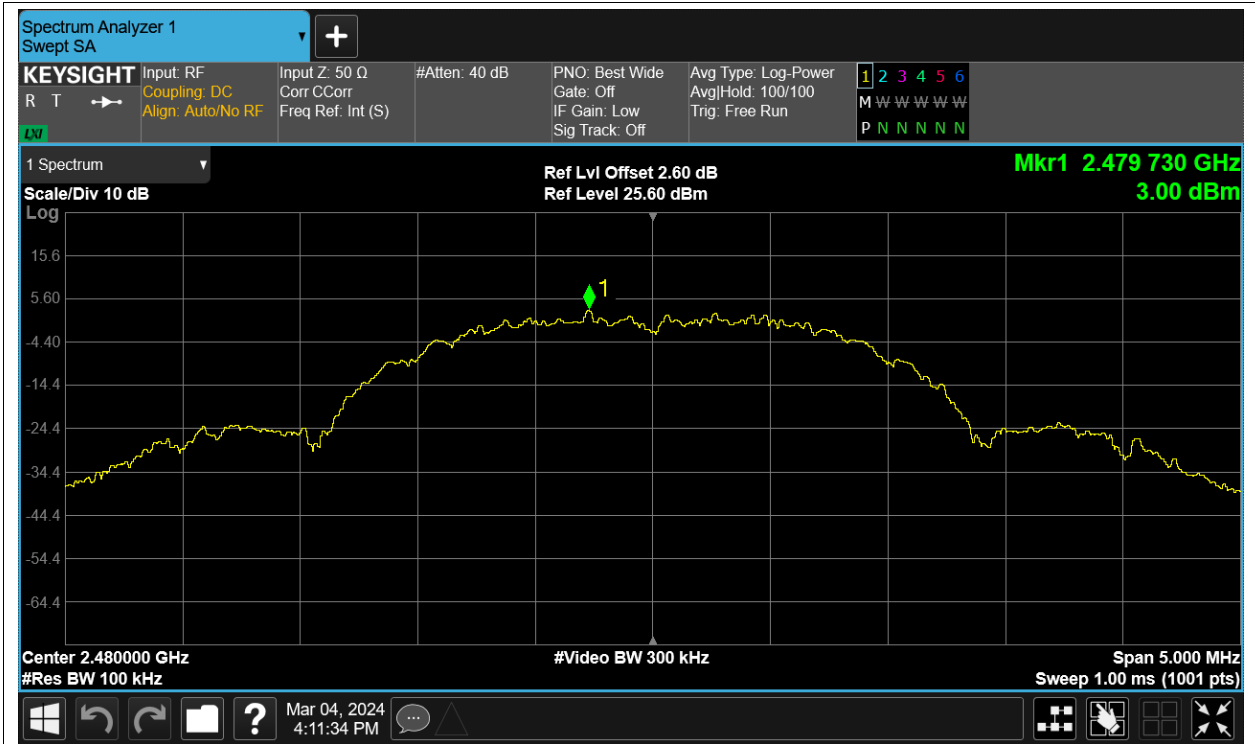 Spectrum Analyzer 1
Swept SA
KEYSIGHT
R T
LXI
Input: RF
Coupling: DC
Align: Auto/No RF
Input Z: 50 Ω
Corr CCorr
Freq Ref: Int (S)
#Atten: 40 dB
PNO: Best Wide
Gate: Off
IF Gain: Low
Sig Track: Off
Avg Type: Log-Power
Avg|Hold: 100/100
Trig: Free Run
1 2 3 4 5 6
M W W W W W
P N N N N N
1 Spectrum
Scale/Div 10 dB
Log
Ref Lvl Offset 2.60 dB
Ref Level 25.60 dBm
Mkr1 2.479 730 GHz
3.00 dBm
15.6
5.60
-4.40
-14.4
-24.4
-34.4
-44.4
-54.4
-64.4
1
Center 2.480000 GHz
#Res BW 100 kHz
#Video BW 300 kHz
Span 5.000 MHz
Sweep 1.00 ms (1001 pts)
?
Mar 04, 2024
4:11:34 PM